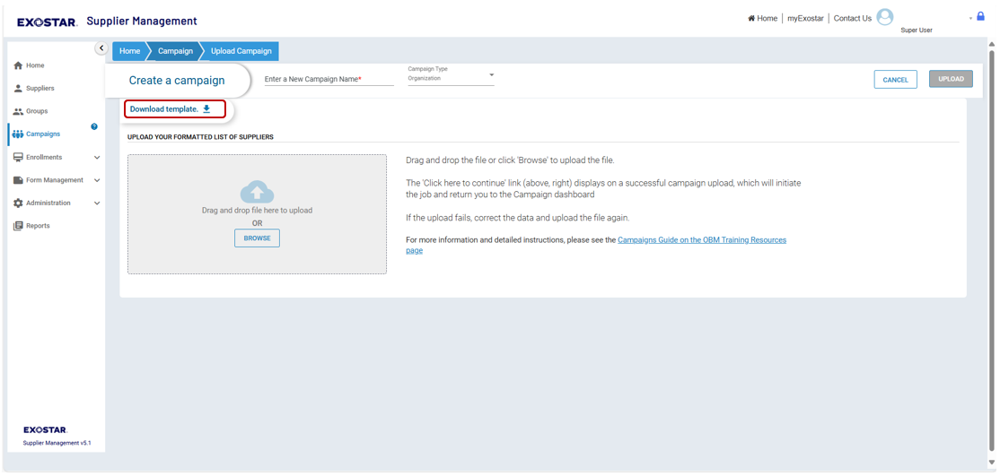 EXOSTAR. Supplier Management
Home myExostar Contact Us
Super User
Home Campaign Upload Campaign
Home
Suppliers
Groups
Campaigns
Enrollments
Form Management
Administration
Reports
EXOSTAR.
Supplier Management v5.1
Create a campaign
Enter a New Campaign Name*
Campaign Type
Organization
CANCEL
UPLOAD
Download template.
UPLOAD YOUR FORMATTED LIST OF SUPPLIERS
Drag and drop file here to upload
OR
BROWSE
Drag and drop the file or click 'Browse' to upload the file.
The 'Click here to continue' link (above, right) displays on a successful campaign upload, which will initiate
the job and return you to the Campaign dashboard
If the upload fails, correct the data and upload the file again.
For more information and detailed instructions, please see the Campaigns Guide on the OBM Training Resources
page